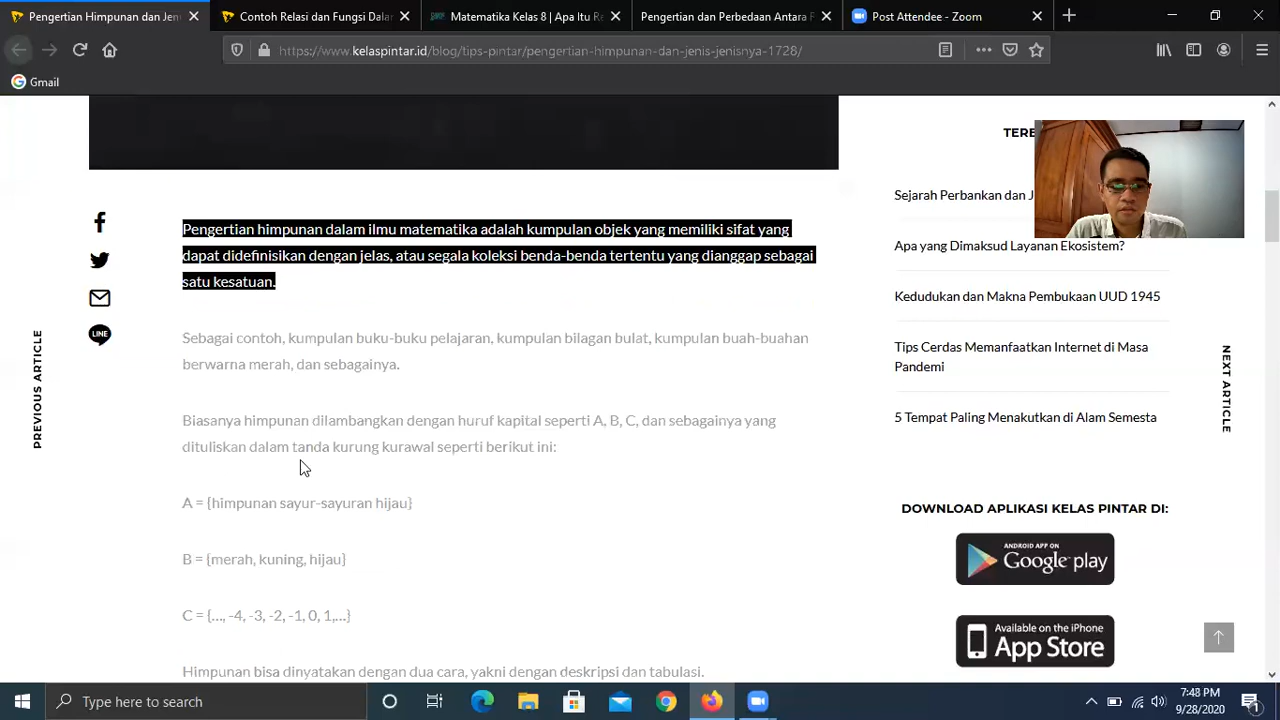 Pengertian Himpunan dan Jen
Contoh Relasi dan Fungsi Dalar
Matematika Kelas 8 | Apa Itu Re
Pengertian dan Perbedaan Antara F
Post Attendee - Zoom
https://www.kelaspintar.id/blog/tips-pintar/pengertian-himpunan-dan-jenis-jenisnya-1728/
Gmail
Pengertian himpunan dalam ilmu matematika adalah kumpulan objek yang memiliki sifat yang
dapat didefinisikan dengan jelas, atau segala koleksi benda-benda tertentu yang dianggap sebagai
satu kesatuan.
Sebagai contoh, kumpulan buku-buku pelajaran, kumpulan bilagan bulat, kumpulan buah-buahan
berwarna merah, dan sebagainya.
Biasanya himpunan dilambangkan dengan huruf kapital seperti A, B, C, dan sebagainya yang
dituliskan dalam tanda kurung kurawal seperti berikut ini:
A = {himpunan sayur-sayuran hijau}
B = {merah, kuning, hijau}
C = {…, -4, -3, -2, -1, 0, 1,…}
Himpunan bisa dinyatakan dengan dua cara, yakni dengan deskripsi dan tabulasi.
LINE
PREVIOUS ARTICLE
TERE
Sejarah Perbankan dan J
Apa yang Dimaksud Layanan Ekosistem?
Kedudukan dan Makna Pembukaan UUD 1945
Tips Cerdas Memanfaatkan Internet di Masa
Pandemi
5 Tempat Paling Menakutkan di Alam Semesta
NEXT ARTICLE
DOWNLOAD APLIKASI KELAS PINTAR DI:
ANDROID APP ON
Google play
Available on the iPhone
App Store
Type here to search
7:48 PM
9/28/2020
1